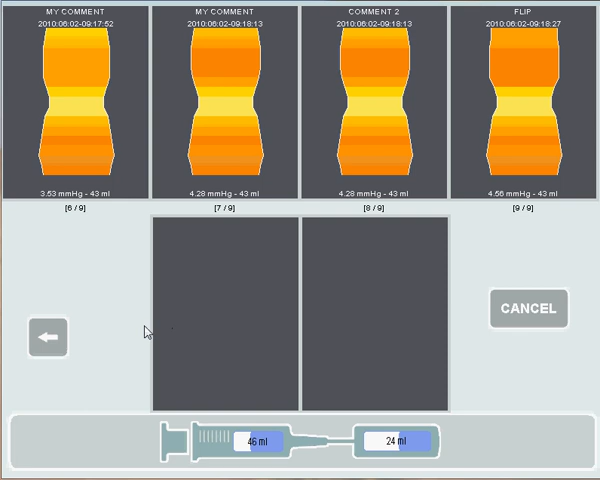 MY COMMENT
2010:06:02-09:17:52
3.53 mmHg - 43 ml
[6 / 9]
MY COMMENT
2010:06:02-09:18:13
4.28 mmHg - 43 ml
[7 / 9]
COMMENT 2
2010:06:02-09:18:13
4.28 mmHg - 43 ml
[8 / 9]
FLIP
2010:06:02-09:18:27
4.56 mmHg - 43 ml
[9 / 9]
CANCEL
46 ml
24 ml